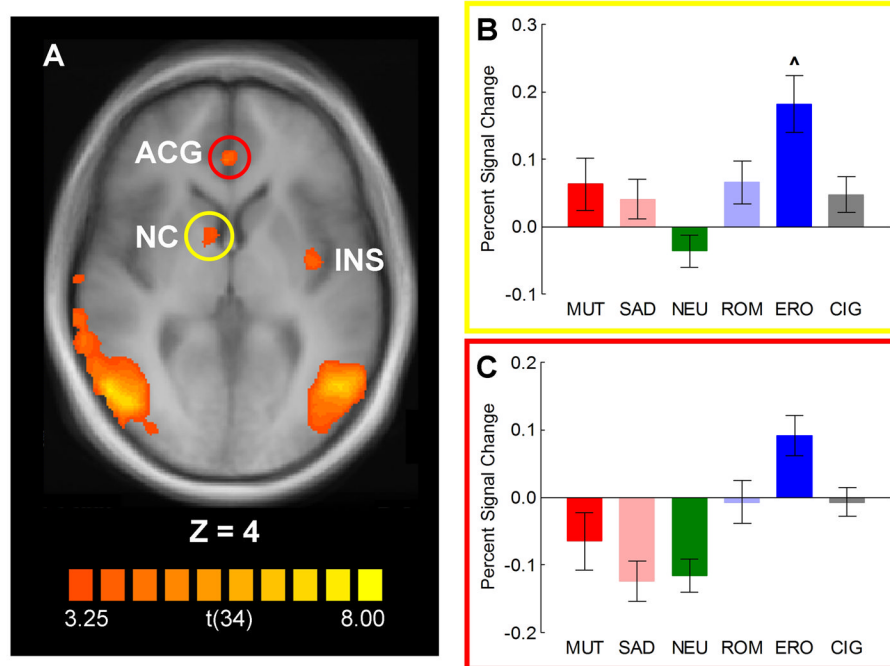 A
ACG
NC
INS
Z = 4
3.25 t(34) 8.00
B
Percent Signal Change
0.3
0.2
0.1
0.0
-0.1
^
MUT SAD NEU ROM ERO CIG
C
Percent Signal Change
0.1
0.0
-0.1
-0.2
MUT SAD NEU ROM ERO CIG